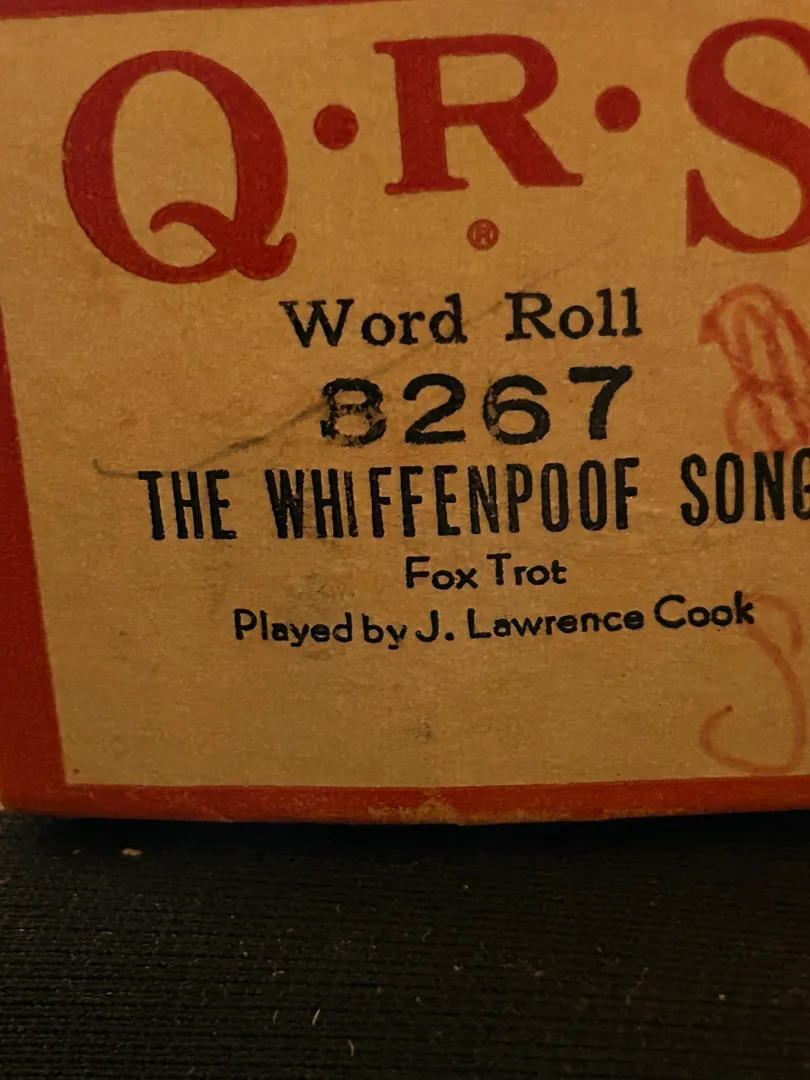 Q·R·S
®
Word Roll
8267
THE WHIFFENPOOF SONG
Fox Trot
Played by J. Lawrence Cook